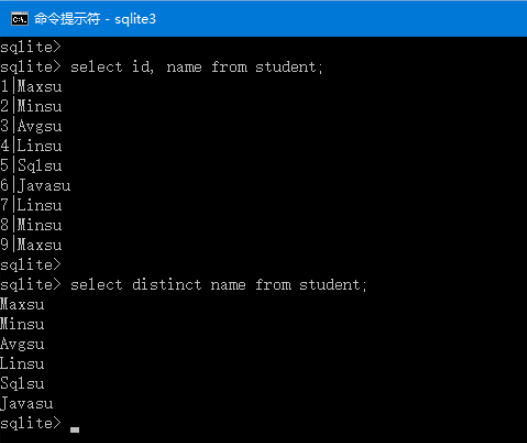 命令提示符 - sqlite3
sqlite>
sqlite> select id, name from student;
1|Maxsu
2|Minsu
3|Avgsu
4|Linsu
5|Sqlsu
6|Javasu
7|Linsu
8|Minsu
9|Maxsu
sqlite>
sqlite> select distinct name from student;
Maxsu
Minsu
Avgsu
Linsu
Sqlsu
Javasu
sqlite>